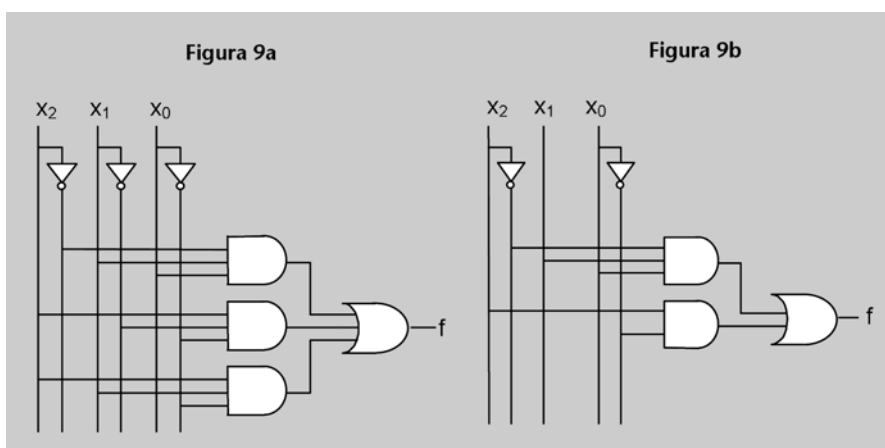 Figura 9a
x₂ x₁ x₀
f
Figura 9b
x₂ x₁ x₀
f